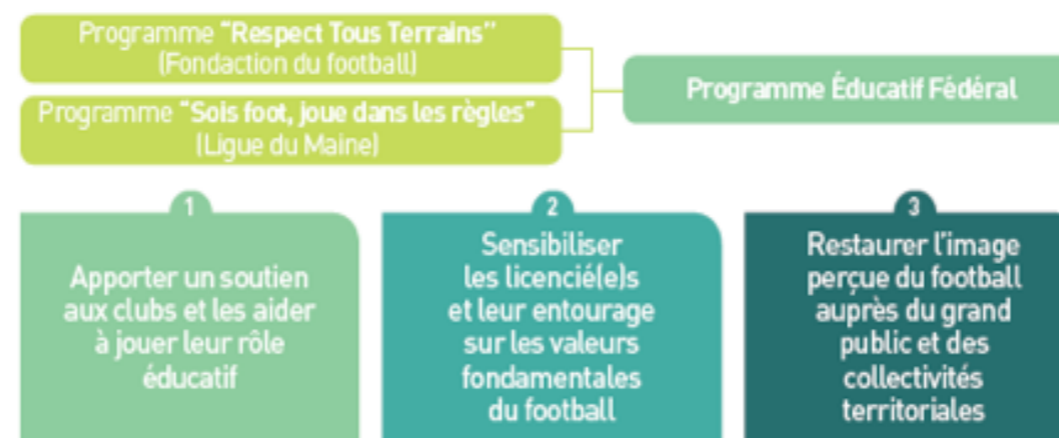 Programme "Respect Tous Terrains"
(Fondaction du football)
Programme "Sois foot, joue dans les règles"
(Ligue du Maine)
Programme Éducatif Fédéral
1
Apporter un soutien
aux clubs et les aider
à jouer leur rôle
éducatif
2
Sensibiliser
les licencié(e)s
et leur entourage
sur les valeurs
fondamentales
du football
3
Restaurer l'image
perçue du football
auprès du grand
public et des
collectivités
territoriales